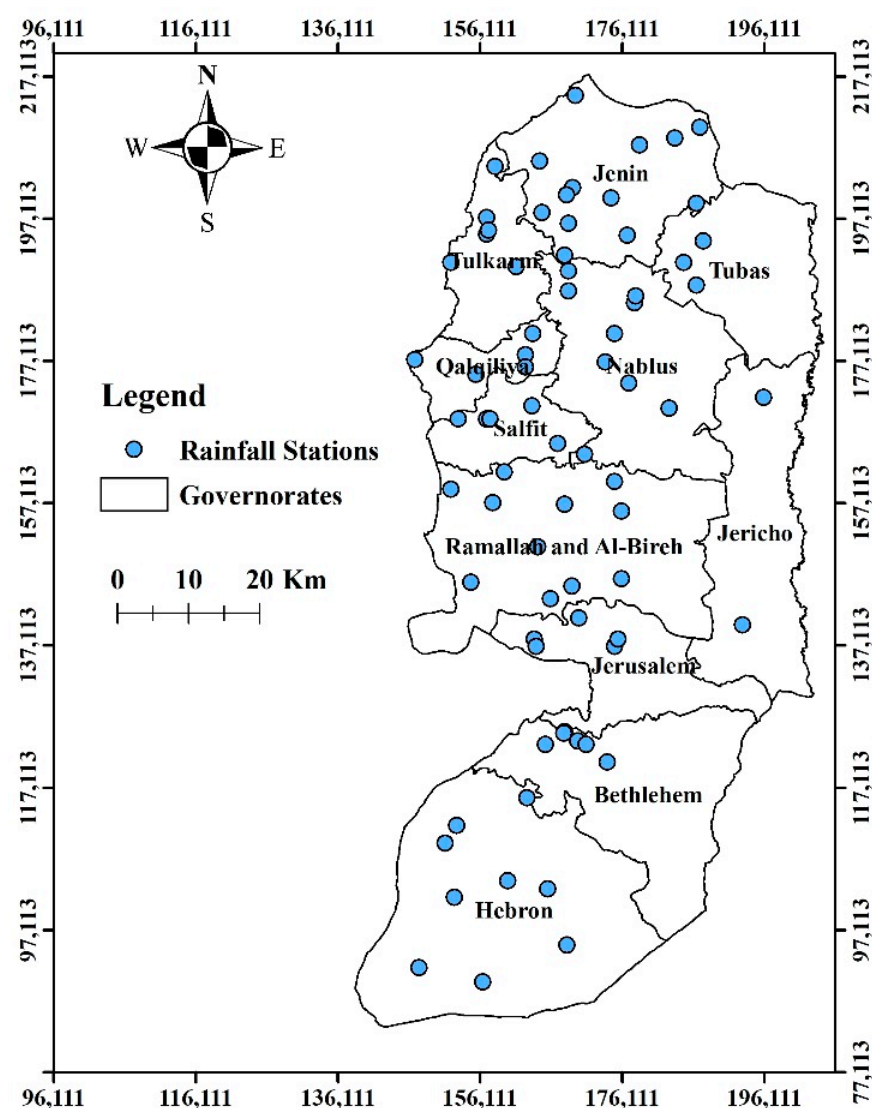 96,111 116,111 136,111 156,111 176,111 196,111
217,113 217,113
N
W E
S
Jenin
197,113 197,113
Tulkarm
Tubas
177,113 177,113
Qalqiliya Nablus
Legend
Salfit
Rainfall Stations
Governorates
157,113 157,113
Jericho
Ramallah and Al-Birch
0 10 20 Km
137,113 137,113
Jerusalem
117,113 117,113
Bethlehem
Hebron
97,113 97,113
77,113 77,113
96,111 116,111 136,111 156,111 176,111 196,111